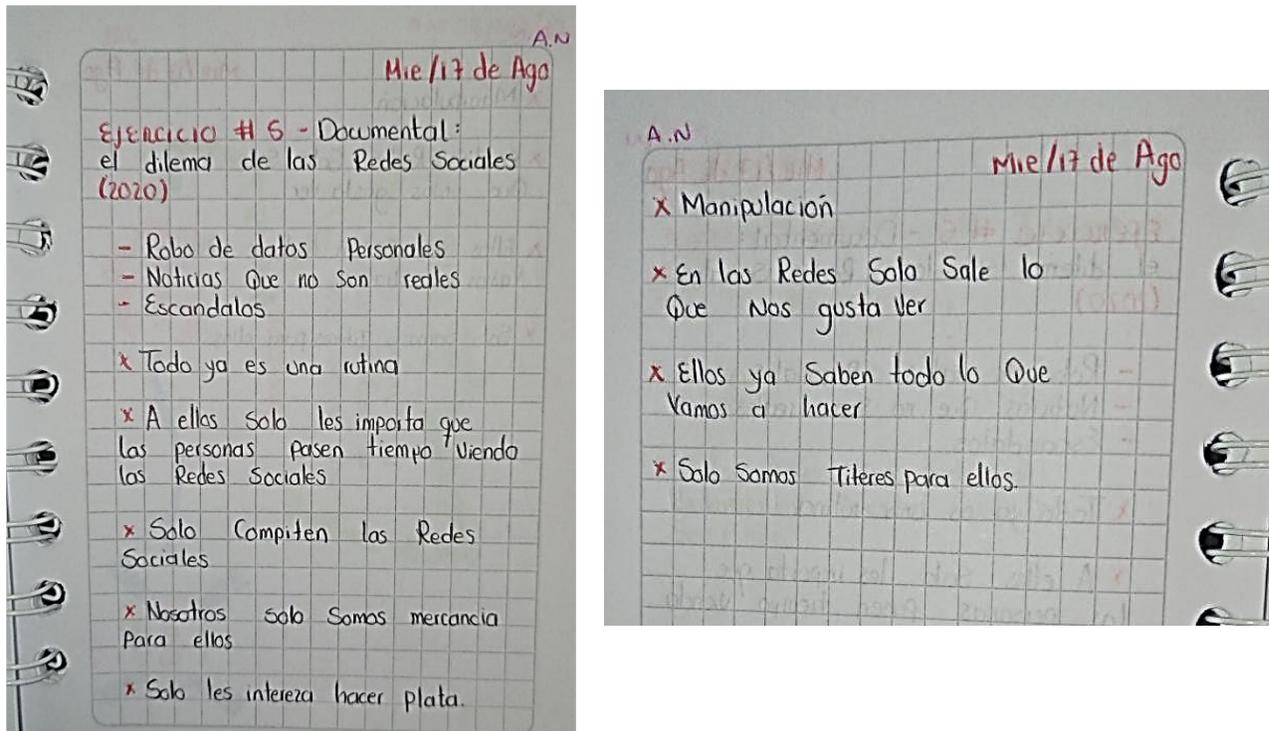 A.N
Mie/17 de Ago
Ejercicio # 5 - Documental:
el dilema de las Redes Sociales
(2020)
- Robo de datos Personales
- Noticias Que no Son reales
- Escandalos
x Todo ya es una rutina
x A ellos Solo les importa que
las personas pasen tiempo viendo
las Redes Sociales
x Solo Compiten las Redes
Sociales
x Nosotros solo Somos mercancia
Para ellos
x Solo les intereza hacer plata.
A.N
Mie/17 de Ago
x Manipulación
x En las Redes Solo Sale lo
Que Nos gusta Ver
x Ellos ya Saben todo lo Que
Vamos a hacer
x Solo Somos Titeres para ellos.